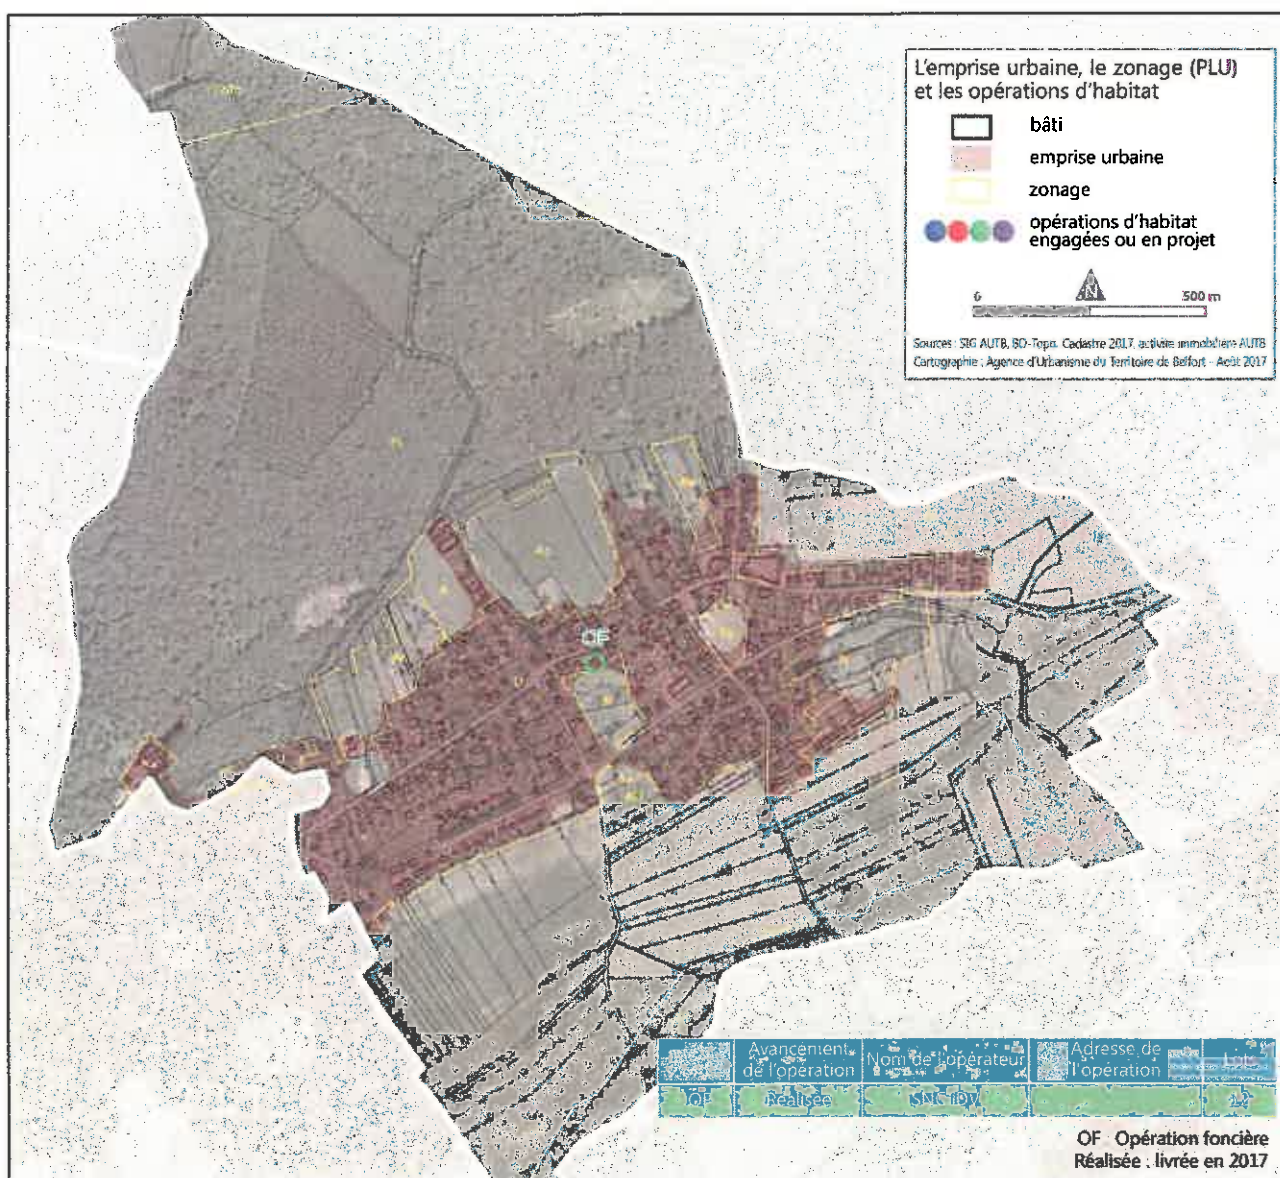 L'emprise urbaine, le zonage (PLU)
et les opérations d'habitat
bâti
emprise urbaine
zonage
opérations d'habitat
engagées ou en projet
N
0 500 m
Sources : SIG AUTB, BD-Topo, Cadastre 2017, activité immobilière AUTB
Cartographie : Agence d'Urbanisme du Territoire de Belfort - Août 2017
OF
U
Avancement de l'opération Nom de l'opérateur Adresse de l'opération Lots
OF Réalisée SNC
OF Opération foncière
Réalisée : livrée en 2017